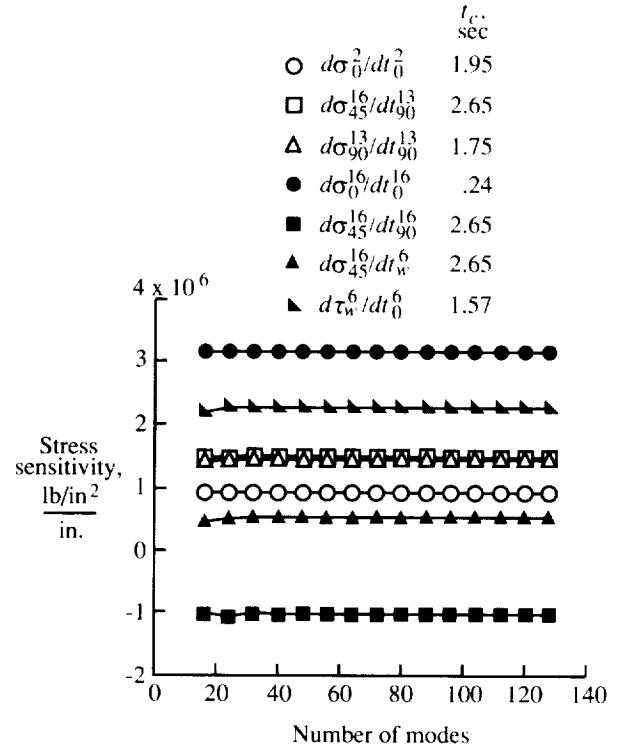 t_c, sec
dσ_0^2/dt_0^2 1.95
dσ_45^16/dt_90^13 2.65
dσ_90^13/dt_90^13 1.75
dσ_0^16/dt_0^16 .24
dσ_45^16/dt_90^16 2.65
dσ_45^16/dt_w^6 2.65
dτ_w^6/dt_0^6 1.57
4 x 10^6
3
2
1
0
-1
-2
Stress
sensitivity,
lb/in^2
in.
0 20 40 60 80 100 120 140
Number of modes